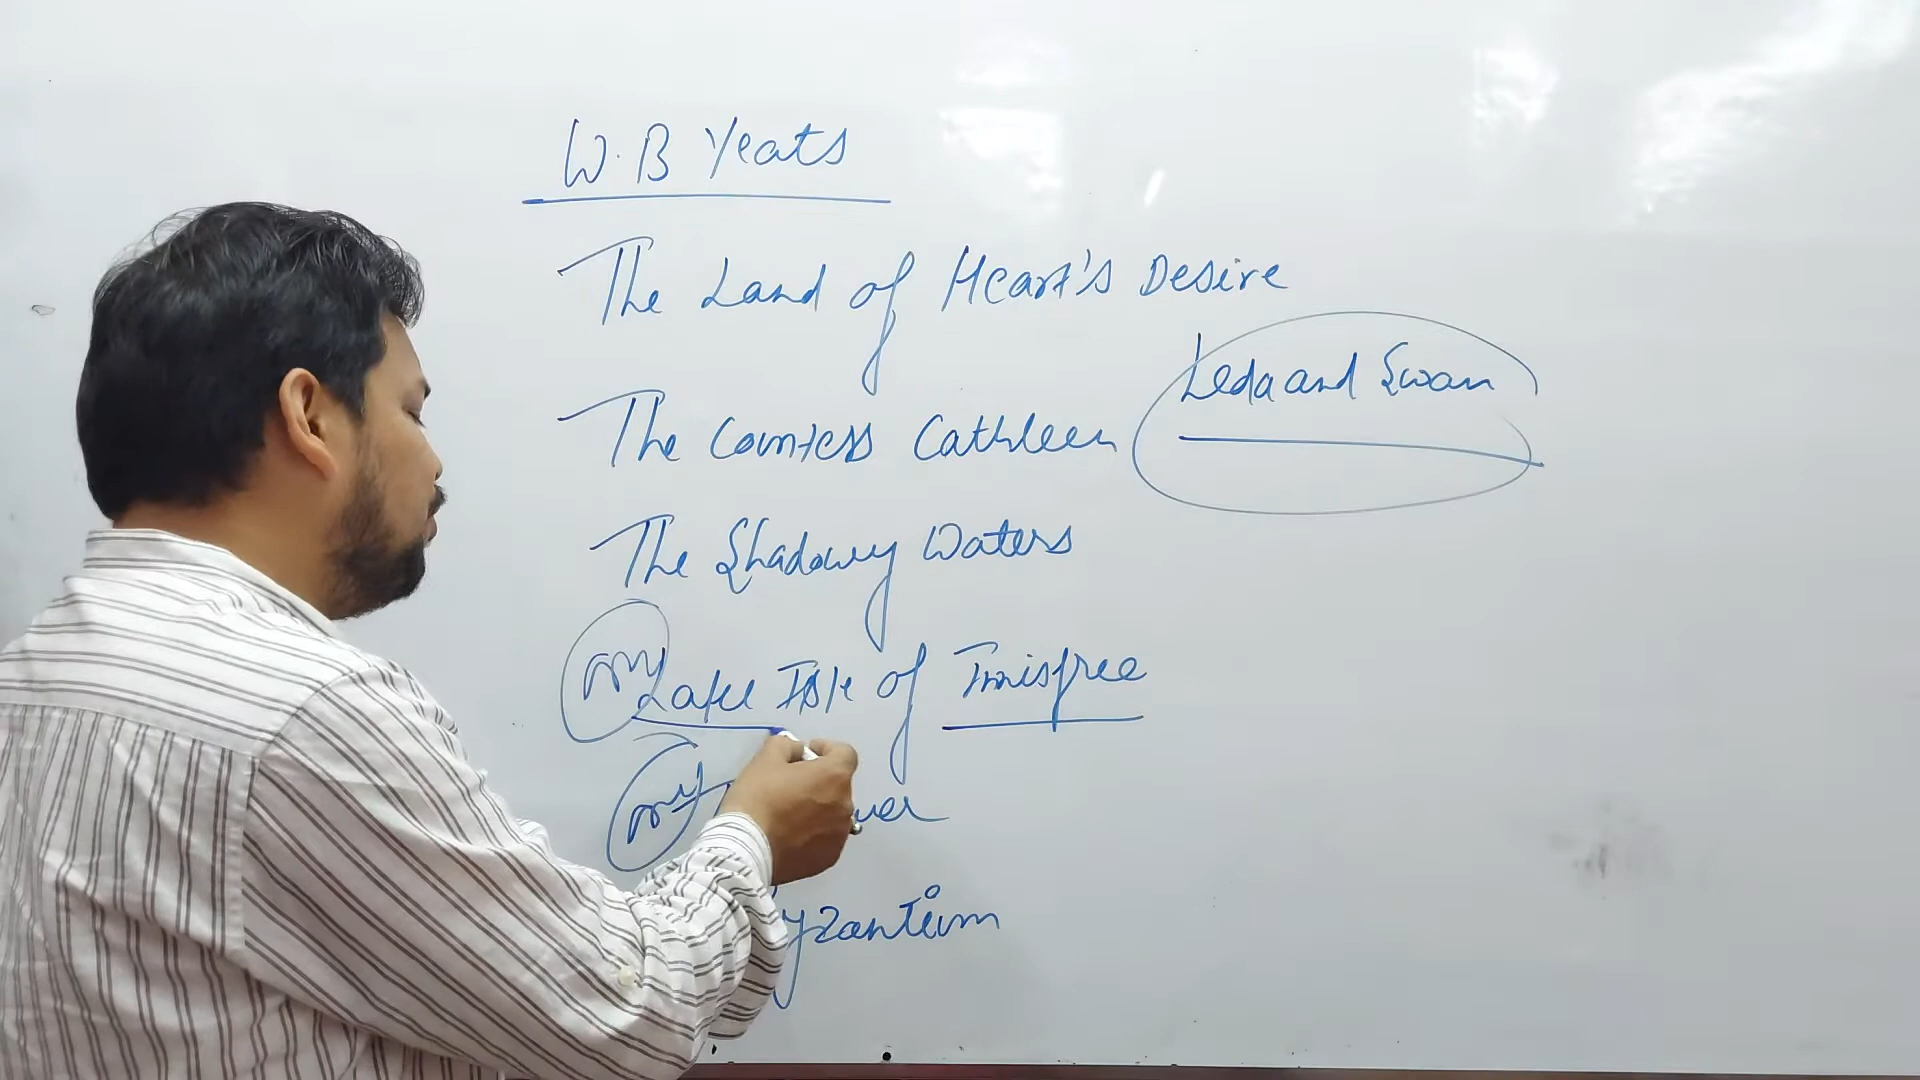 W.B Yeats
The Land of Heart's Desire
Leda and Swan
The Countess Cathleen
The Shadowy Waters
Lake Isle of Innisfree